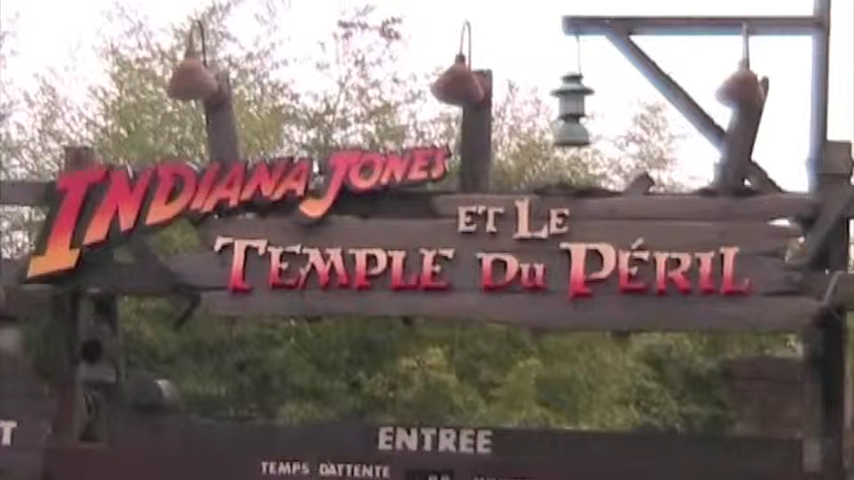 INDIANA JONES
ET LE
TEMPLE DU PÉRIL
ENTREE
TEMPS D'ATTENTE